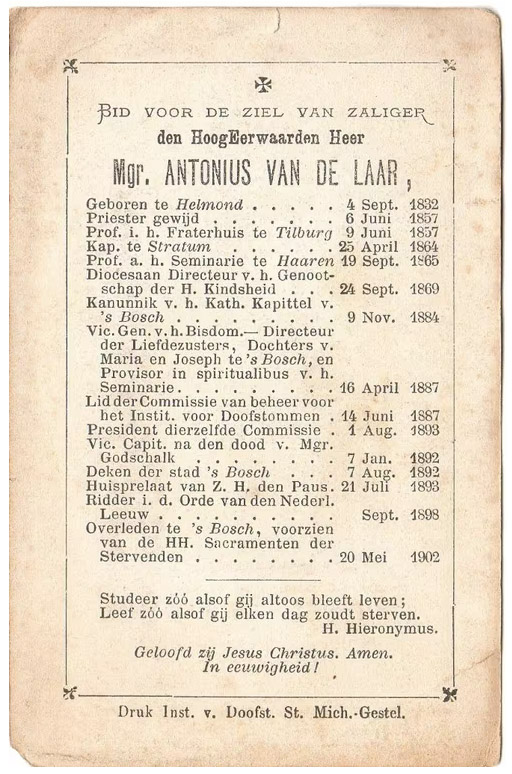 ✠
BID VOOR DE ZIEL VAN ZALIGER
den HoogEerwaarden Heer
Mgr. ANTONIUS VAN DE LAAR,
Geboren te Helmond . . . . . 4 Sept. 1832
Priester gewijd . . . . . . . 6 Juni 1857
Prof. i. h. Fraterhuis te Tilburg 9 Juni 1857
Kap. te Stratum . . . . . . 25 April 1864
Prof. a. h. Seminarie te Haaren 19 Sept. 1865
Diocesaan Directeur v. h. Genoot-
schap der H. Kindsheid . . . 24 Sept. 1869
Kanunnik v. h. Kath. Kapittel v.
's Bosch . . . . . . . . . 9 Nov. 1884
Vic. Gen. v. h. Bisdom.— Directeur
der Liefdezusters, Dochters v.
Maria en Joseph te 's Bosch, en
Provisor in spiritualibus v. h.
Seminarie. . . . . . . . . . 16 April 1887
Lid der Commissie van beheer voor
het Instit. voor Doofstommen . 14 Juni 1887
President dierzelfde Commissie . 1 Aug. 1893
Vic. Capit. na den dood v. Mgr.
Godschalk . . . . . . . . 7 Jan. 1892
Deken der stad 's Bosch . . . 7 Aug. 1892
Huisprelaat van Z. H. den Paus. 21 Juli 1893
Ridder i. d. Orde van den Nederl.
Leeuw . . . . . . . . . . Sept. 1898
Overleden te 's Bosch, voorzien
van de HH. Sacramenten der
Stervenden . . . . . . . . 20 Mei 1902
Studeer zóó alsof gij altoos bleeft leven;
Leef zóó alsof gij elken dag zoudt sterven.
H. Hieronymus.
Geloofd zij Jesus Christus. Amen.
In eeuwigheid!
Druk Inst. v. Doofst. St. Mich.-Gestel.